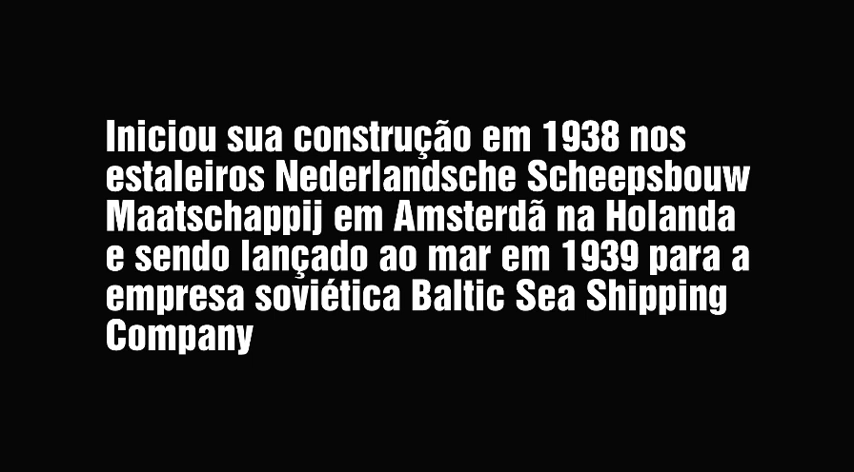 Iniciou sua construção em 1938 nos
estaleiros Nederlandsche Scheepsbouw
Maatschappij em Amsterdã na Holanda
e sendo lançado ao mar em 1939 para a
empresa soviética Baltic Sea Shipping
Company